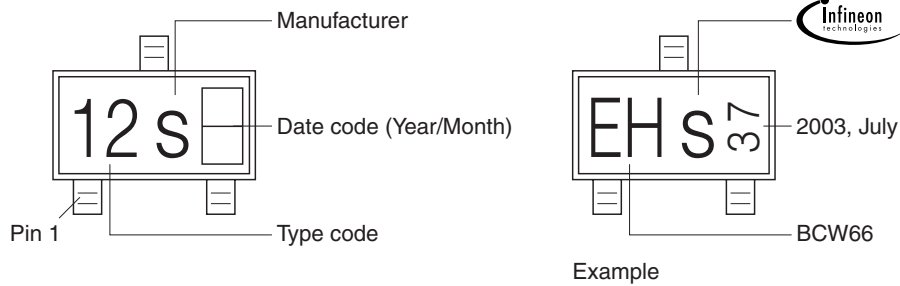 Manufacturer
12 s
Date code (Year/Month)
Pin 1
Type code
Infineon
technologies
EH s 37
2003, July
BCW66
Example